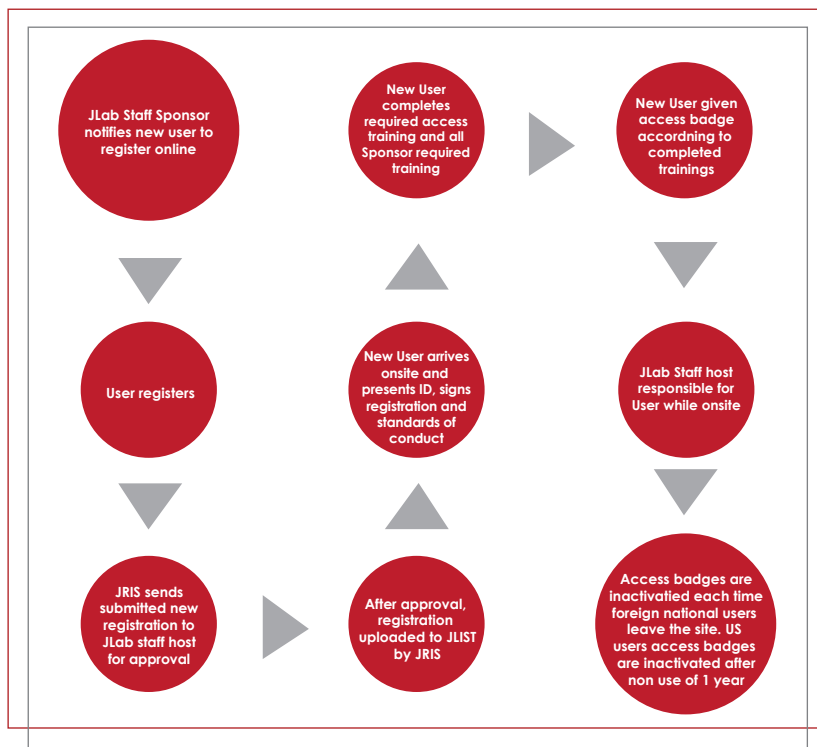 JLab Staff Sponsor
notifies new user to
register online
User registers
JRIS sends
submitted new
registration to
JLab staff host
for approval
After approval,
registration
uploaded to JLIST
by JRIS
New User arrives
onsite and
presents ID, signs
registration and
standards of
conduct
New User
completes
required access
training and all
Sponsor required
training
New User given
access badge
accordning to
completed
trainings
JLab Staff host
responsible for
User while onsite
Access badges are
inactivatied each time
foreign national users
leave the site. US
users access badges
are inactivated after
non use of 1 year